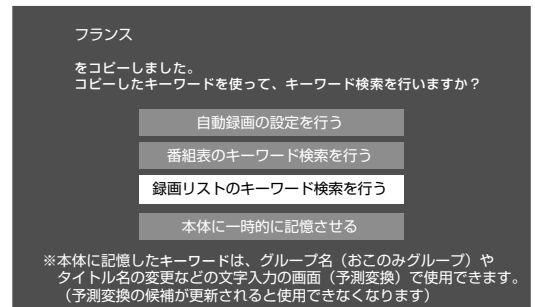 フランス
をコピーしました。
コピーしたキーワードを使って、キーワード検索を行いますか？
自動録画の設定を行う
番組表のキーワード検索を行う
録画リストのキーワード検索を行う
本体に一時的に記憶させる
※本体に記憶したキーワードは、グループ名（おこのみグループ）や
タイトル名の変更などの文字入力の画面（予測変換）で使用できます。
（予測変換の候補が更新されると使用できなくなります）